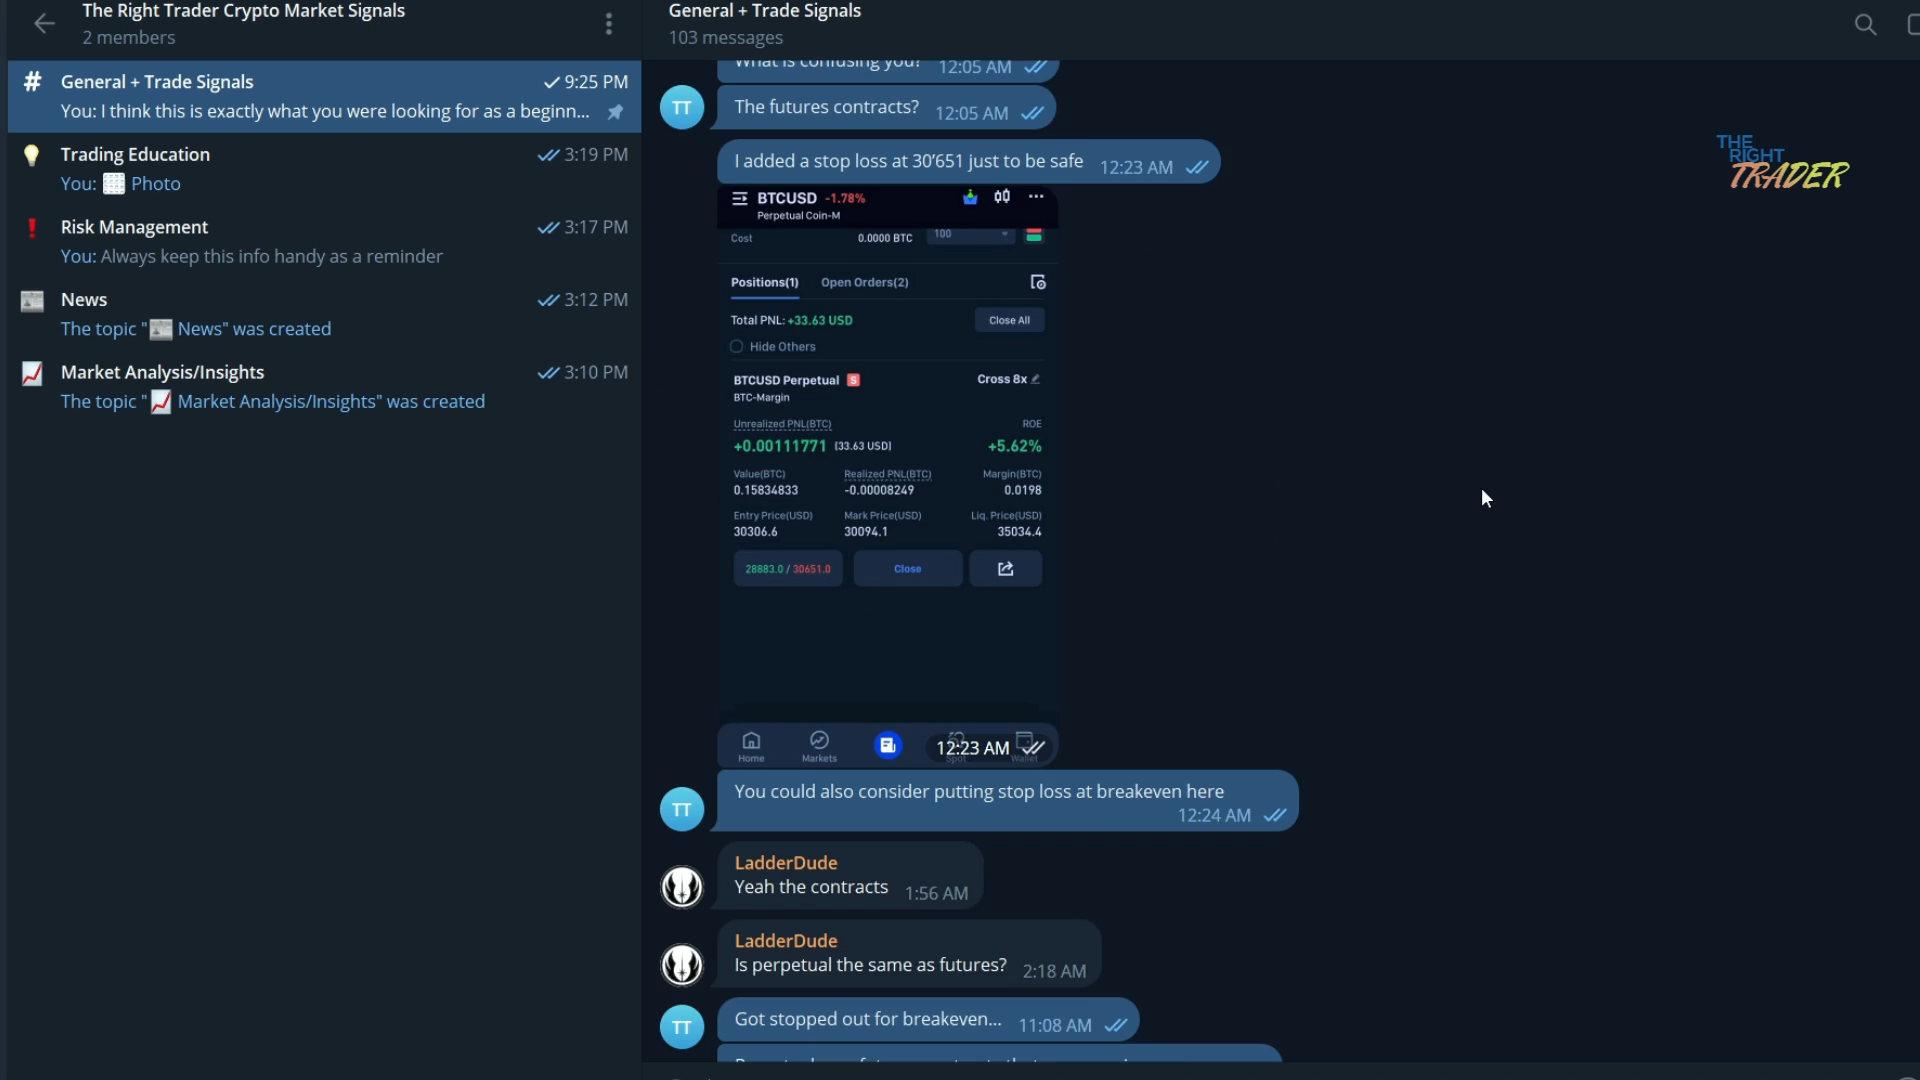 The Right Trader Crypto Market Signals
2 members
General + Trade Signals 9:25 PM
You: I think this is exactly what you were looking for as a beginn...
Trading Education 3:19 PM
You: Photo
Risk Management 3:17 PM
You: Always keep this info handy as a reminder
News 3:12 PM
The topic " News" was created
Market Analysis/Insights 3:10 PM
The topic " Market Analysis/Insights" was created
General + Trade Signals
103 messages
What is confusing you? 12:05 AM
TT
The futures contracts? 12:05 AM
I added a stop loss at 30'651 just to be safe 12:23 AM
BTCUSD -1.78%
Perpetual Coin-M
Cost 0.0000 BTC 100
Positions(1) Open Orders(2)
Total PNL: +33.63 USD Close All
Hide Others
BTCUSD Perpetual S Cross 8x
BTC-Margin
Unrealized PNL(BTC) ROE
+0.00111771 (33.63 USD) +5.62%
Value(BTC) Realized PNL(BTC) Margin(BTC)
0.15834833 -0.00008249 0.0198
Entry Price(USD) Mark Price(USD) Liq. Price(USD)
30306.6 30094.1 35034.4
28883.0 / 30651.0 Close
Home Markets Spot Wallet
12:23 AM
TT
You could also consider putting stop loss at breakeven here
12:24 AM
LadderDude
Yeah the contracts 1:56 AM
LadderDude
Is perpetual the same as futures? 2:18 AM
TT
Got stopped out for breakeven... 11:08 AM
THE
RIGHT
TRADER